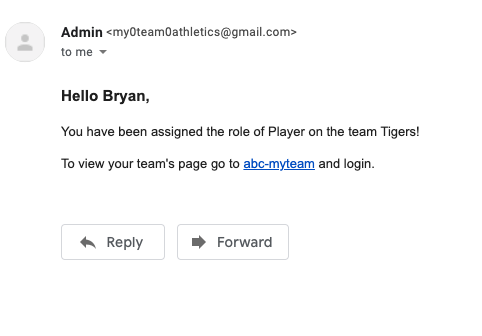 Admin <my0team0athletics@gmail.com>
to me
Hello Bryan,
You have been assigned the role of Player on the team Tigers!
To view your team's page go to abc-myteam and login.
Reply Forward